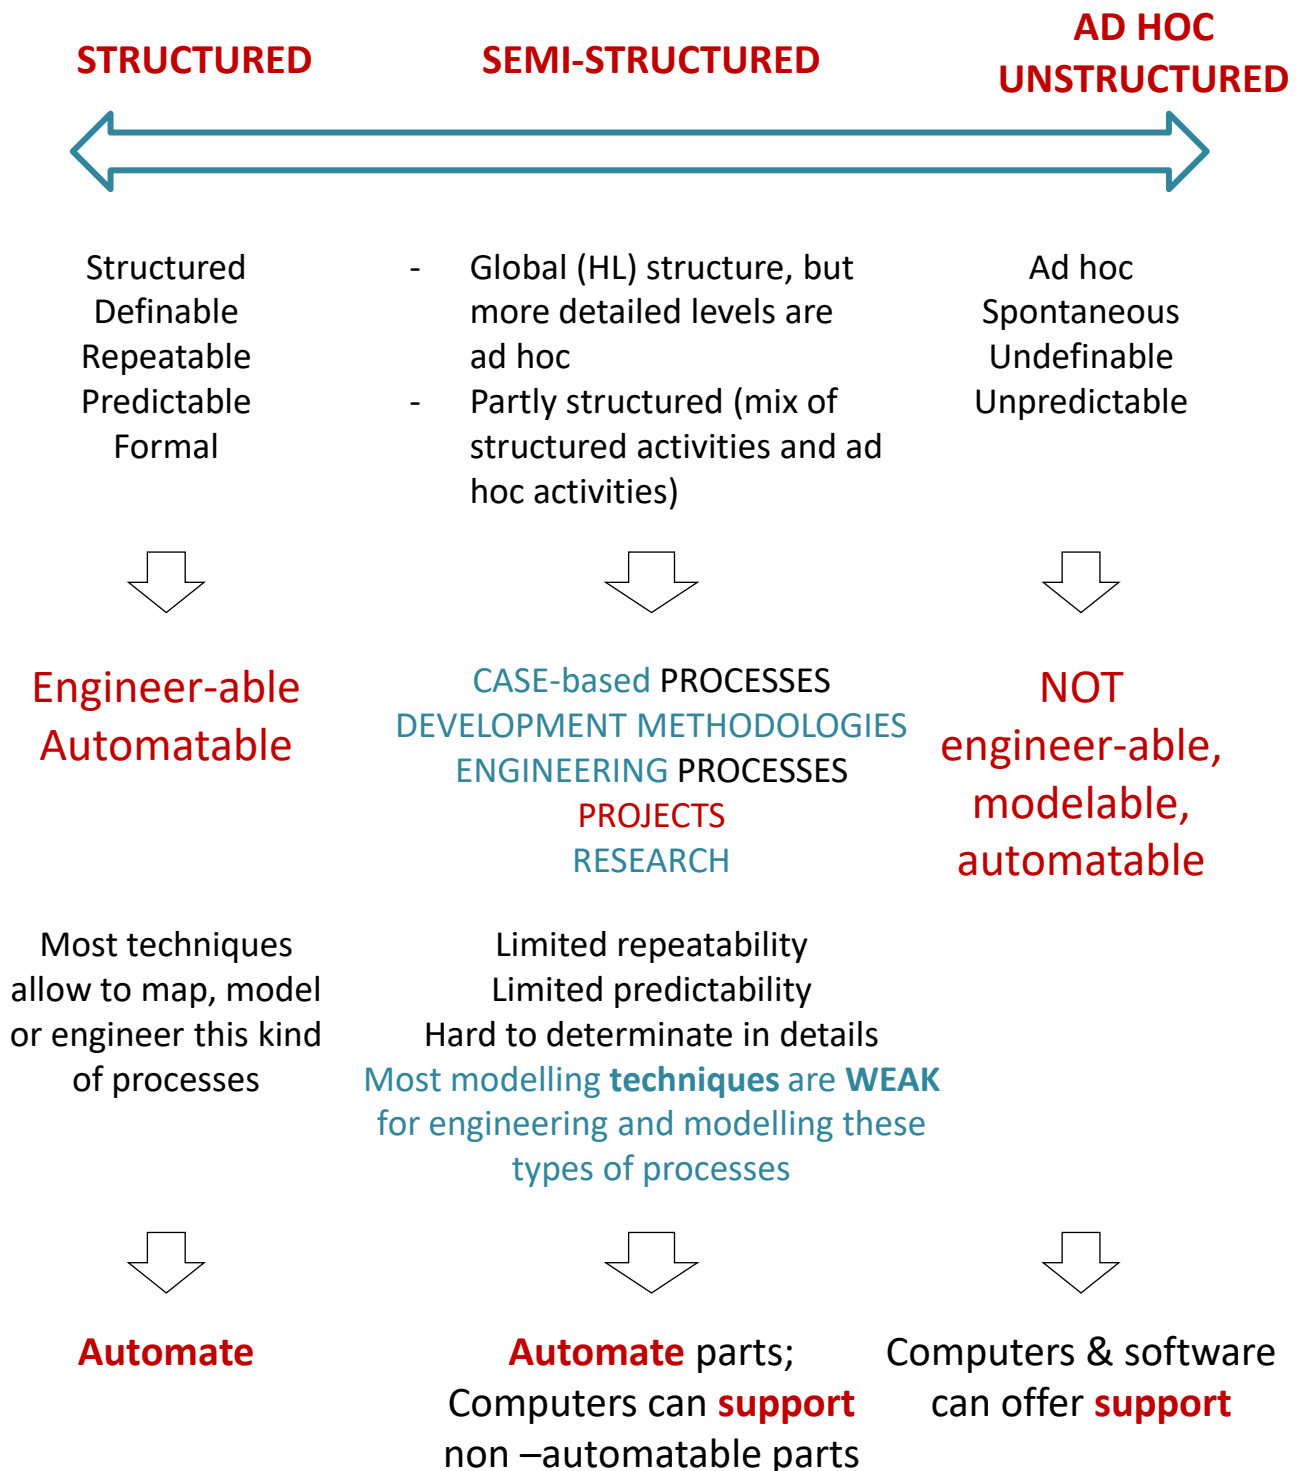 STRUCTURED
SEMI-STRUCTURED
AD HOC
UNSTRUCTURED
Structured
Definable
Repeatable
Predictable
Formal
- Global (HL) structure, but
more detailed levels are
ad hoc
- Partly structured (mix of
structured activities and ad
hoc activities)
Ad hoc
Spontaneous
Undefinable
Unpredictable
Engineer-able
Automatable
CASE-based PROCESSES
DEVELOPMENT METHODOLOGIES
ENGINEERING PROCESSES
PROJECTS
RESEARCH
NOT
engineer-able,
modelable,
automatable
Most techniques
allow to map, model
or engineer this kind
of processes
Limited repeatability
Limited predictability
Hard to determinate in details
Most modelling techniques are WEAK
for engineering and modelling these
types of processes
Automate
Automate parts;
Computers can support
non –automatable parts
Computers & software
can offer support